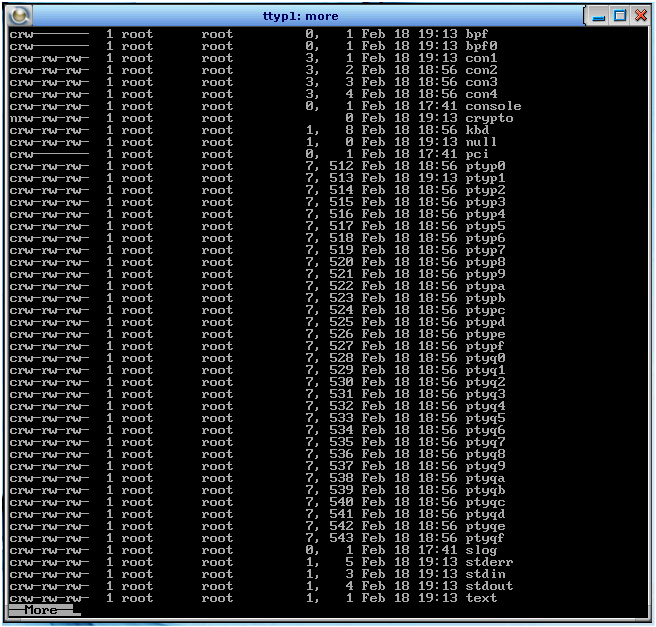 ttyp1: more
crw------- 1 root root 0, 1 Feb 18 19:13 bpf
crw------- 1 root root 0, 1 Feb 18 19:13 bpf0
crw-rw-rw- 1 root root 3, 1 Feb 18 19:13 con1
crw-rw-rw- 1 root root 3, 2 Feb 18 18:56 con2
crw-rw-rw- 1 root root 3, 3 Feb 18 18:56 con3
crw-rw-rw- 1 root root 3, 4 Feb 18 18:56 con4
crw-rw-rw- 1 root root 0, 1 Feb 18 17:41 console
nrw-rw-rw- 1 root root 0 Feb 18 19:13 crypto
crw-rw-rw- 1 root root 1, 8 Feb 18 18:56 kbd
crw-rw-rw- 1 root root 1, 0 Feb 18 19:13 null
crw------- 1 root root 0, 1 Feb 18 17:41 pci
crw-rw-rw- 1 root root 7, 512 Feb 18 18:56 ptyp0
crw-rw-rw- 1 root root 7, 513 Feb 18 19:13 ptyp1
crw-rw-rw- 1 root root 7, 514 Feb 18 18:56 ptyp2
crw-rw-rw- 1 root root 7, 515 Feb 18 18:56 ptyp3
crw-rw-rw- 1 root root 7, 516 Feb 18 18:56 ptyp4
crw-rw-rw- 1 root root 7, 517 Feb 18 18:56 ptyp5
crw-rw-rw- 1 root root 7, 518 Feb 18 18:56 ptyp6
crw-rw-rw- 1 root root 7, 519 Feb 18 18:56 ptyp7
crw-rw-rw- 1 root root 7, 520 Feb 18 18:56 ptyp8
crw-rw-rw- 1 root root 7, 521 Feb 18 18:56 ptyp9
crw-rw-rw- 1 root root 7, 522 Feb 18 18:56 ptypa
crw-rw-rw- 1 root root 7, 523 Feb 18 18:56 ptypb
crw-rw-rw- 1 root root 7, 524 Feb 18 18:56 ptypc
crw-rw-rw- 1 root root 7, 525 Feb 18 18:56 ptypd
crw-rw-rw- 1 root root 7, 526 Feb 18 18:56 ptype
crw-rw-rw- 1 root root 7, 527 Feb 18 18:56 ptypf
crw-rw-rw- 1 root root 7, 528 Feb 18 18:56 ptyq0
crw-rw-rw- 1 root root 7, 529 Feb 18 18:56 ptyq1
crw-rw-rw- 1 root root 7, 530 Feb 18 18:56 ptyq2
crw-rw-rw- 1 root root 7, 531 Feb 18 18:56 ptyq3
crw-rw-rw- 1 root root 7, 532 Feb 18 18:56 ptyq4
crw-rw-rw- 1 root root 7, 533 Feb 18 18:56 ptyq5
crw-rw-rw- 1 root root 7, 534 Feb 18 18:56 ptyq6
crw-rw-rw- 1 root root 7, 535 Feb 18 18:56 ptyq7
crw-rw-rw- 1 root root 7, 536 Feb 18 18:56 ptyq8
crw-rw-rw- 1 root root 7, 537 Feb 18 18:56 ptyq9
crw-rw-rw- 1 root root 7, 538 Feb 18 18:56 ptyqa
crw-rw-rw- 1 root root 7, 539 Feb 18 18:56 ptyqb
crw-rw-rw- 1 root root 7, 540 Feb 18 18:56 ptyqc
crw-rw-rw- 1 root root 7, 541 Feb 18 18:56 ptyqd
crw-rw-rw- 1 root root 7, 542 Feb 18 18:56 ptyqe
crw-rw-rw- 1 root root 7, 543 Feb 18 18:56 ptyqf
crw-rw-rw- 1 root root 0, 1 Feb 18 17:41 slog
crw-rw-rw- 1 root root 1, 5 Feb 18 19:13 stderr
crw-rw-rw- 1 root root 1, 3 Feb 18 19:13 stdin
crw-rw-rw- 1 root root 1, 4 Feb 18 19:13 stdout
crw-rw-rw- 1 root root 1, 1 Feb 18 19:13 text
--More--